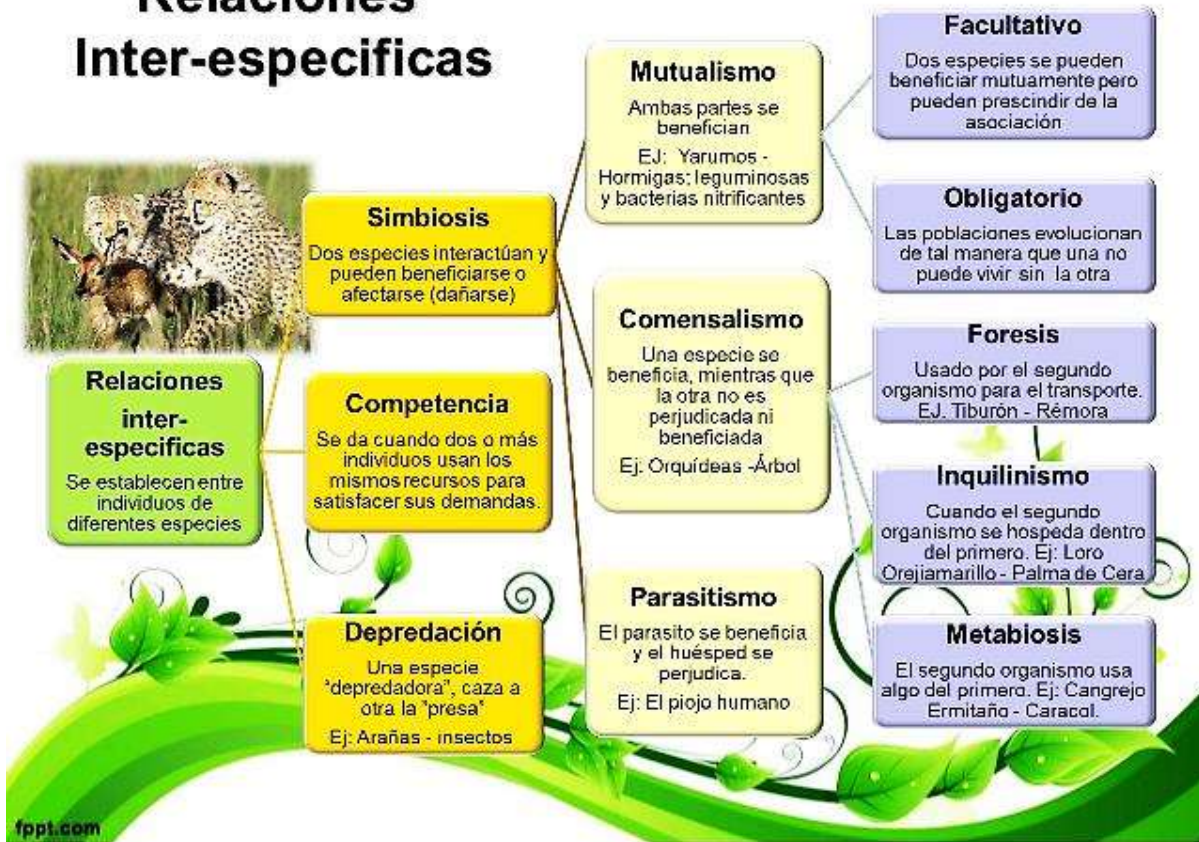 Relaciones
Inter-especificas
Relaciones
inter-
especificas
Se establecen entre
individuos de
diferentes especies
Simbiosis
Dos especies interactúan y
pueden beneficiarse o
afectarse (dañarse)
Competencia
Se da cuando dos o más
individuos usan los
mismos recursos para
satisfacer sus demandas.
Depredación
Una especie
"depredadora", caza a
otra la "presa"
Ej: Arañas - insectos
Mutualismo
Ambas partes se
benefician
EJ: Yarumos -
Hormigas; leguminosas
y bacterias nitrificantes
Comensalismo
Una especie se
beneficia, mientras que
la otra no es
perjudicada ni
beneficiada
Ej: Orquídeas -Árbol
Parasitismo
El parasito se beneficia
y el huésped se
perjudica.
Ej: El piojo humano
Facultativo
Dos especies se pueden
beneficiar mutuamente pero
pueden prescindir de la
asociación
Obligatorio
Las poblaciones evolucionan
de tal manera que una no
puede vivir sin la otra
Foresis
Usado por el segundo
organismo para el transporte.
EJ. Tiburón - Rémora
Inquilinismo
Cuando el segundo
organismo se hospeda dentro
del primero. Ej: Loro
Orejiamarillo - Palma de Cera
Metabiosis
El segundo organismo usa
algo del primero. Ej: Cangrejo
Ermitaño - Caracol.
fppt.com